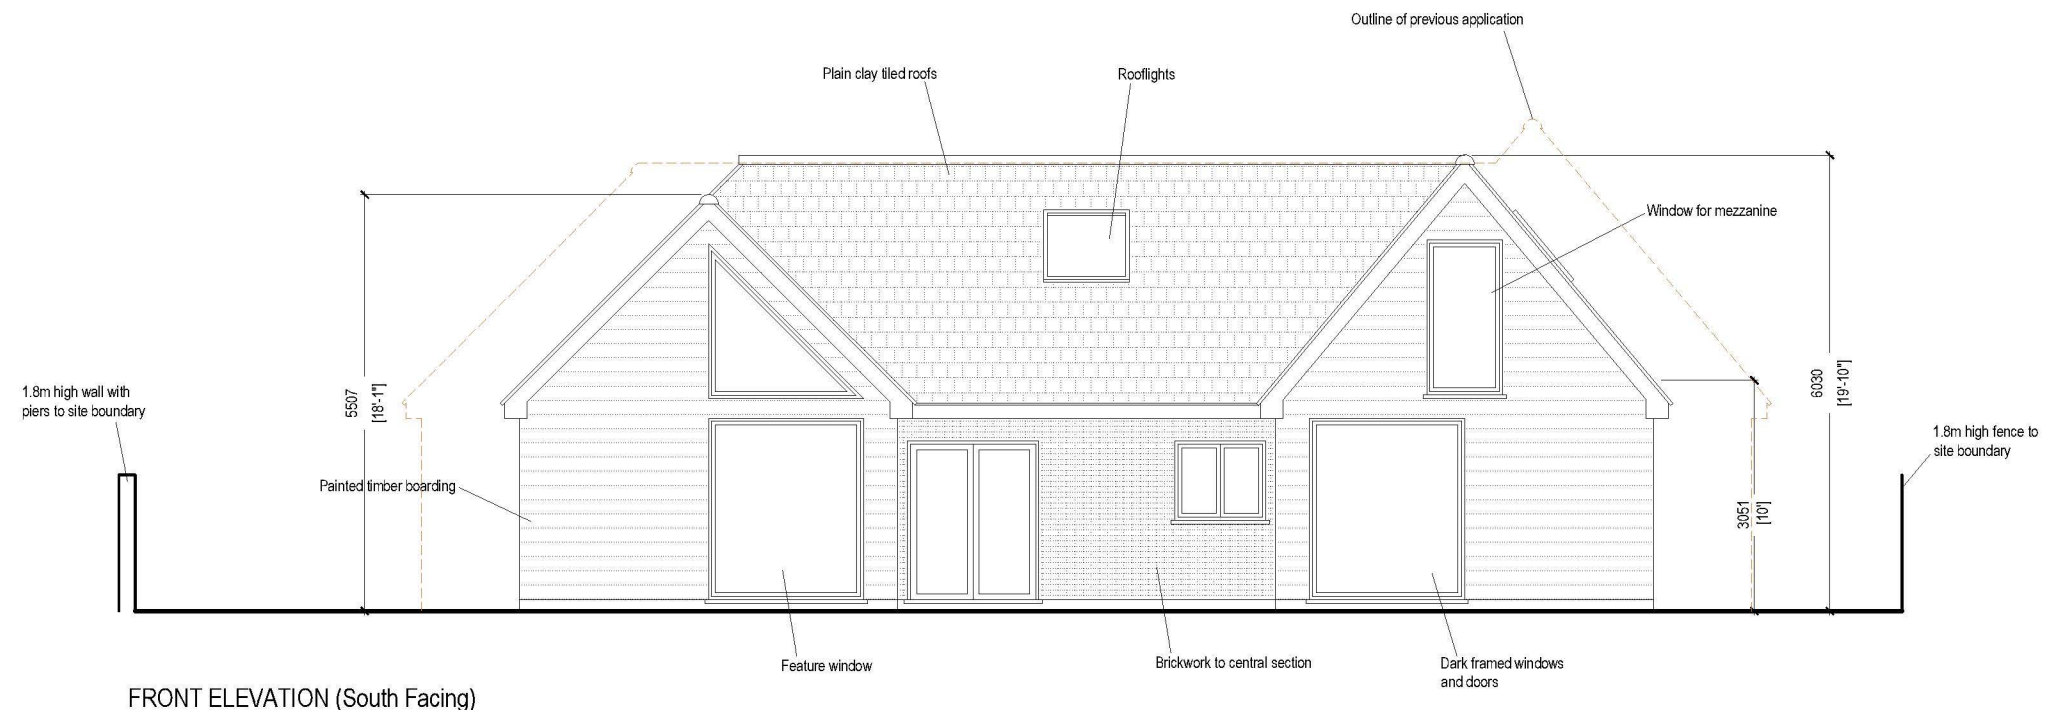 Outline of previous application
Plain clay tiled roofs
Rooflights
Window for mezzanine
1.8m high wall with
piers to site boundary
5507
[18'-1"]
6030
[19'-10"]
1.8m high fence to
site boundary
Painted timber boarding
3051
[10']
Feature window
Brickwork to central section
Dark framed windows
and doors
FRONT ELEVATION (South Facing)